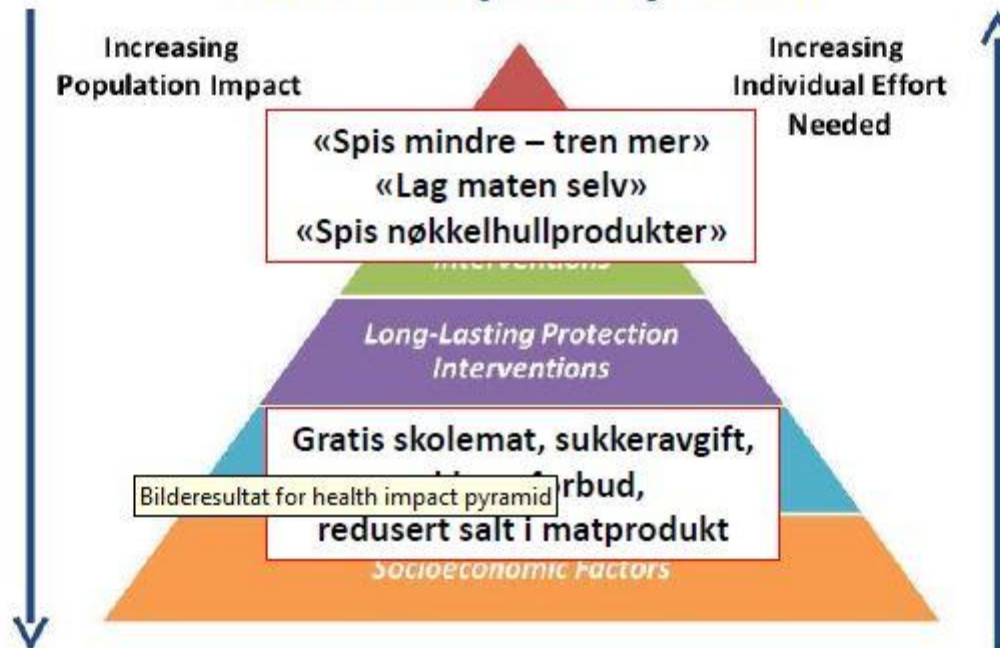 Increasing
Population Impact
Increasing
Individual Effort
Needed
«Spis mindre – tren mer»
«Lag maten selv»
«Spis nøkkelhullprodukter»
Interventions
Long-Lasting Protection
Interventions
Gratis skolemat, sukkeravgift,
Bilderesultat for health impact pyramid
redusert salt i matprodukt
Socioeconomic Factors